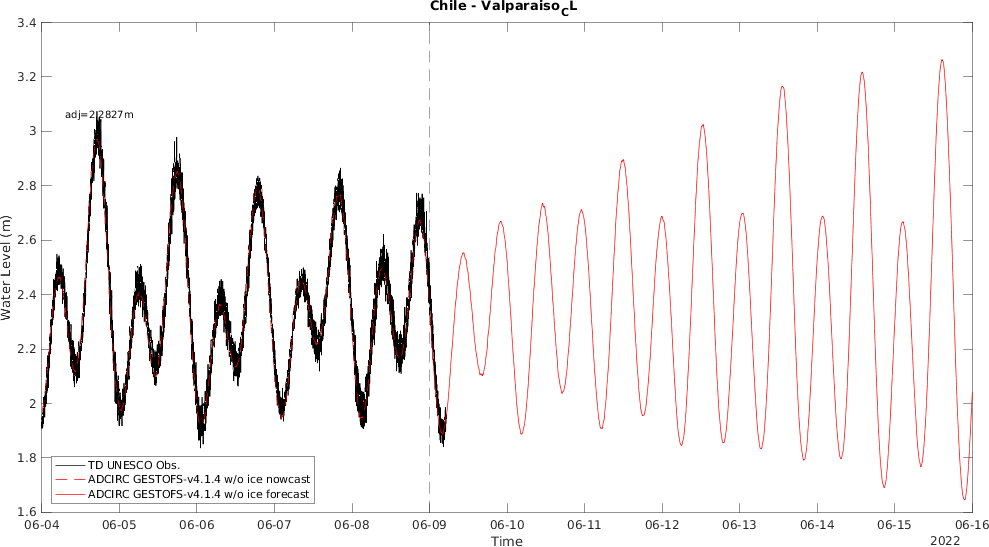 Chile - Valparaiso_CL
3.4
3.2
3
2.8
2.6
2.4
2.2
2
1.8
1.6
Water Level (m)
adj=2.2827m
TD UNESCO Obs.
ADCIRC GESTOFS-v4.1.4 w/o ice nowcast
ADCIRC GESTOFS-v4.1.4 w/o ice forecast
06-04 06-05 06-06 06-07 06-08 06-09 06-10 06-11 06-12 06-13 06-14 06-15 06-16
Time
2022